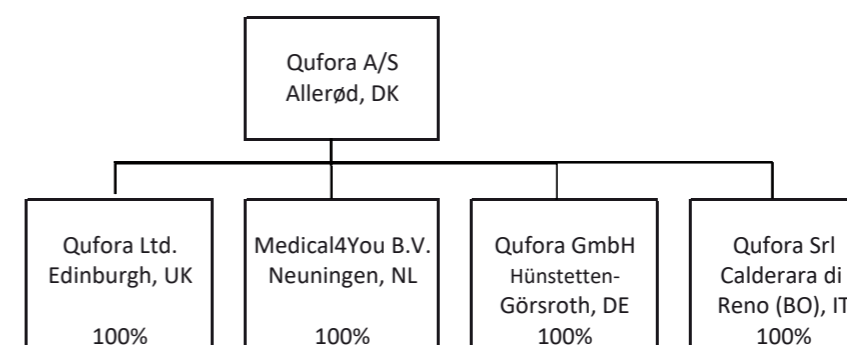 Qufora A/S
Allerød, DK
Qufora Ltd.
Edinburgh, UK
100%
Medical4You B.V.
Neuningen, NL
100%
Qufora GmbH
Hünstetten-
Görsroth, DE
100%
Qufora Srl
Calderara di
Reno (BO), IT
100%